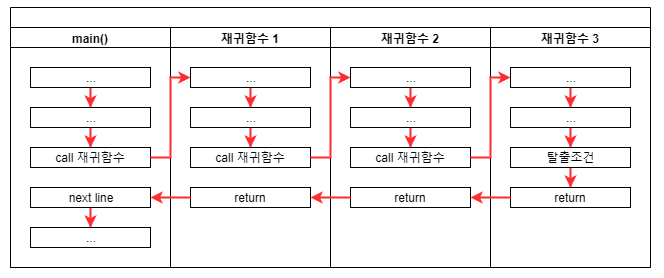 main() 재귀함수 1 재귀함수 2 재귀함수 3
... ... ... ...
... ... ... ...
call 재귀함수 call 재귀함수 call 재귀함수 탈출조건
next line return return return
...